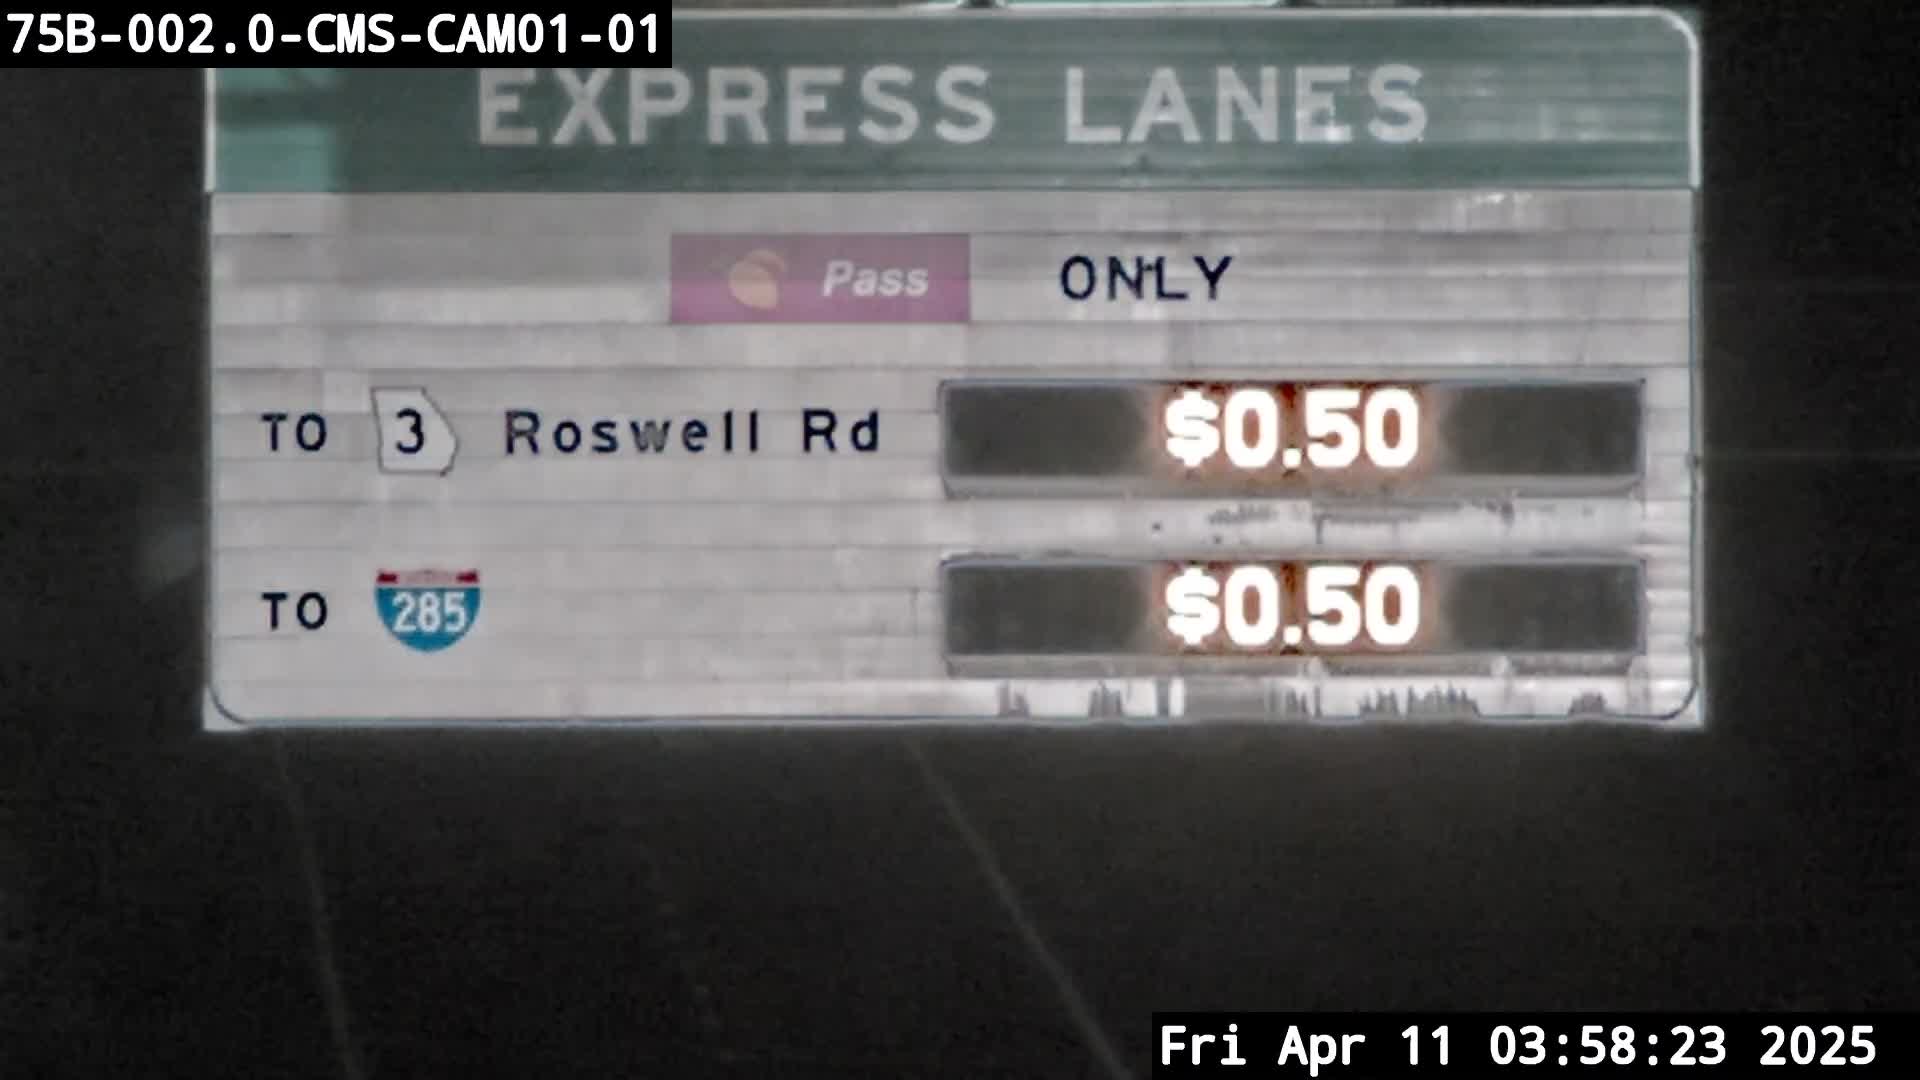 75B-002.0-CMS-CAM01-01
EXPRESS LANES
Pass ONLY
TO 3 Roswell Rd $0.50
TO 285 $0.50
Fri Apr 11 03:58:23 2025